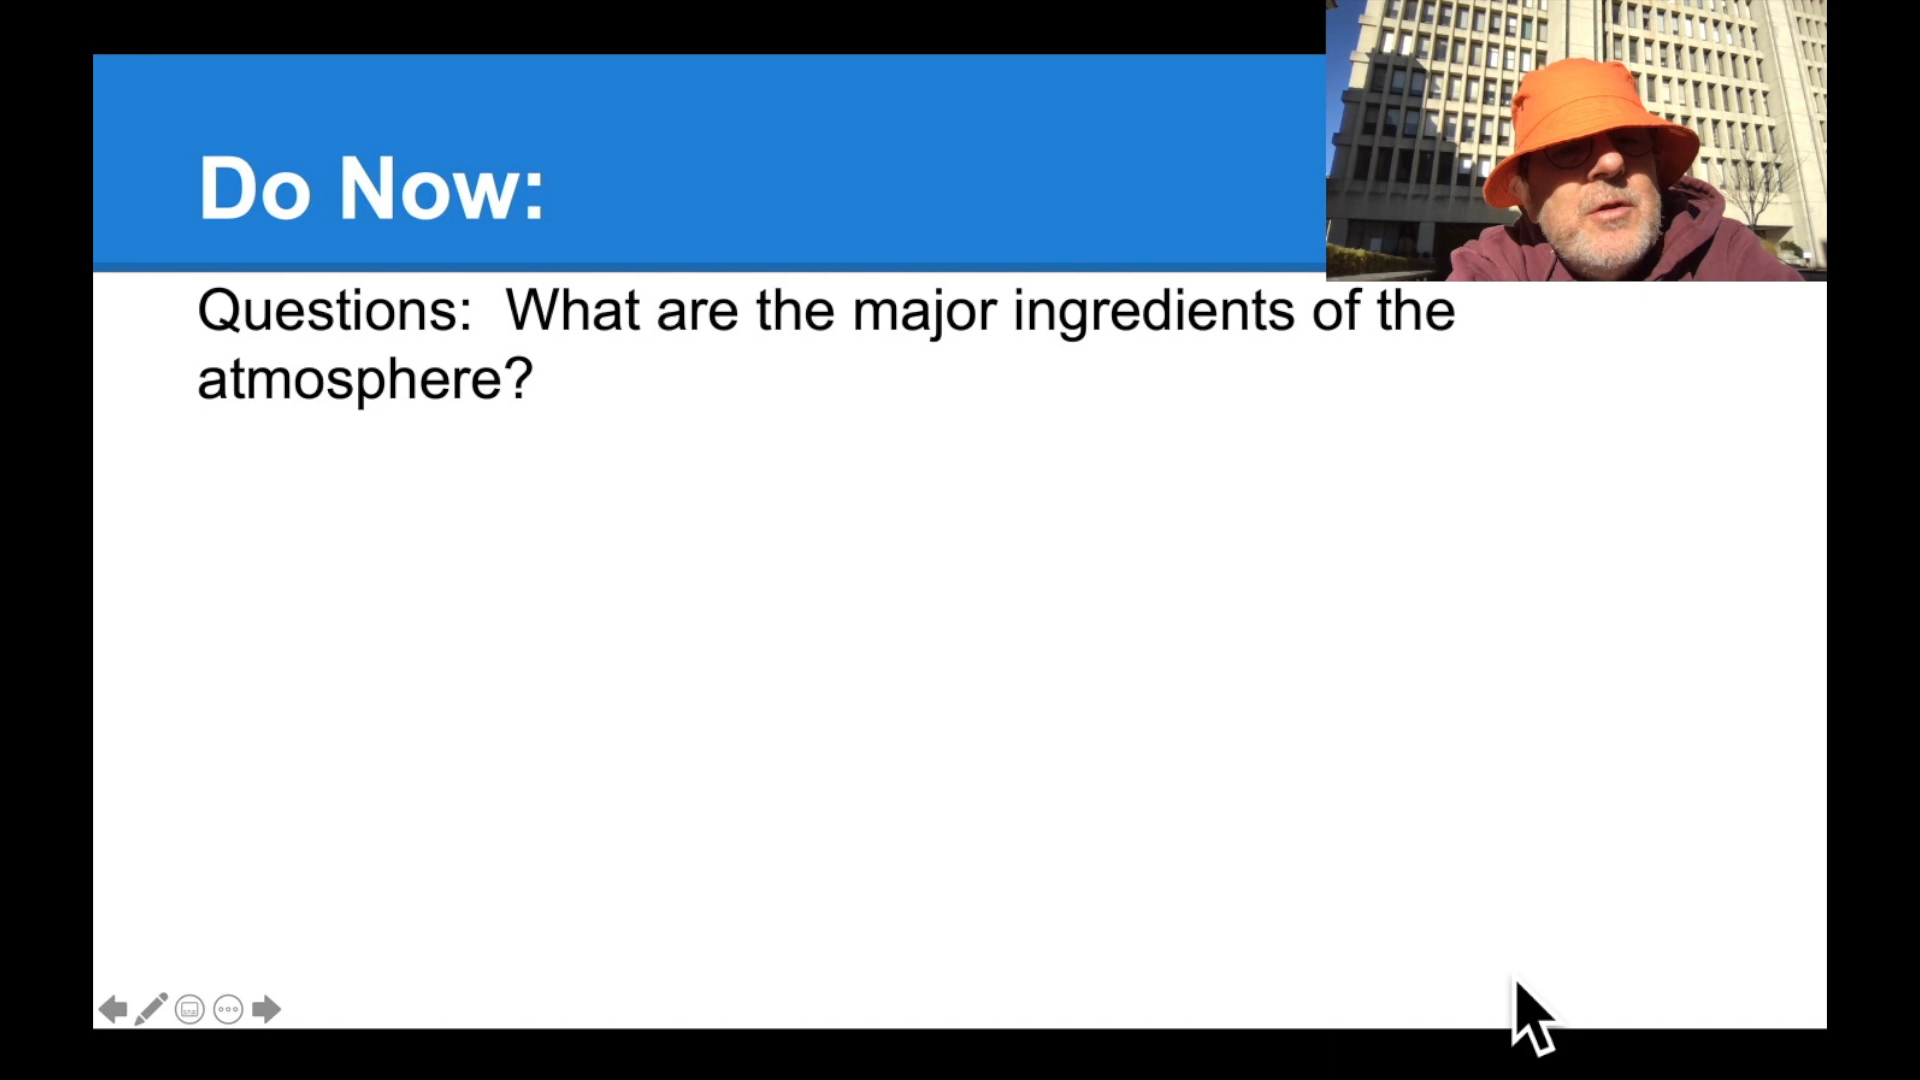 Do Now:
Questions:  What are the major ingredients of the
atmosphere?